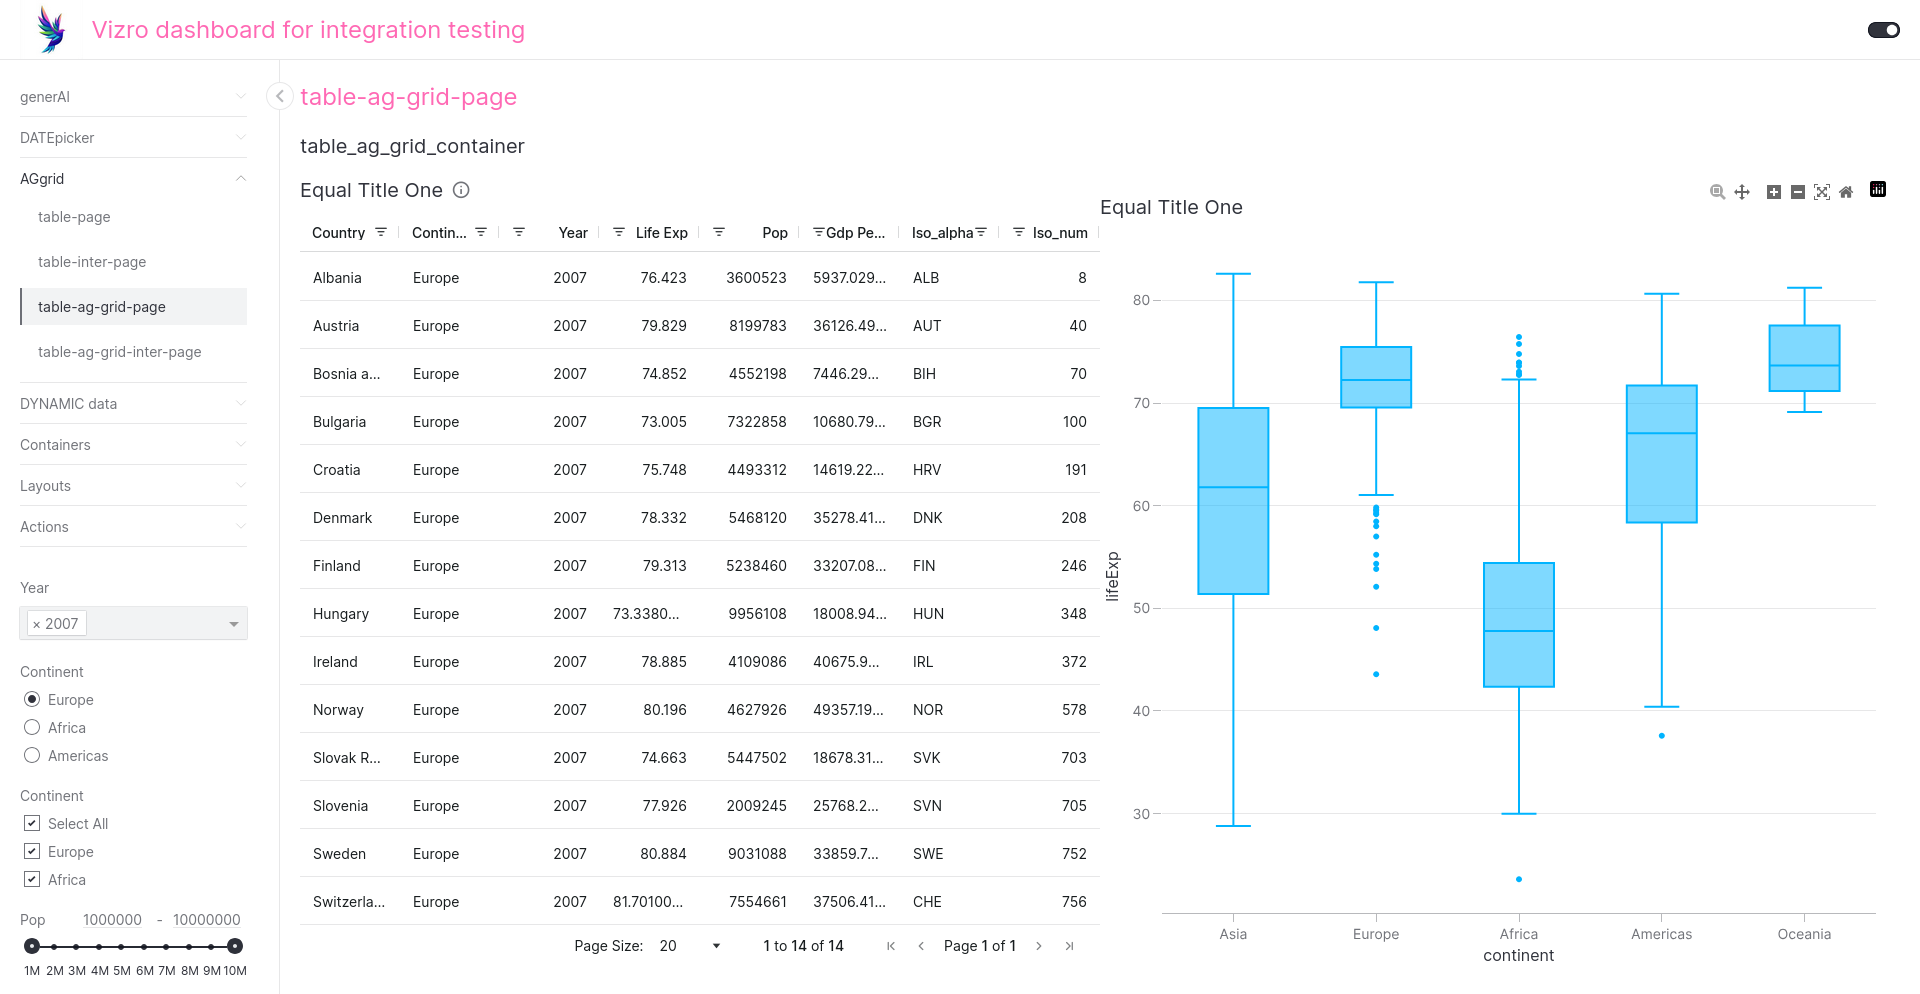 Vizro dashboard for integration testing
generAI
DATEpicker
AGgrid
table-page
table-inter-page
table-ag-grid-page
table-ag-grid-inter-page
DYNAMIC data
Containers
Layouts
Actions
Year
× 2007
Continent
Europe
Africa
Americas
Continent
Select All
Europe
Africa
Pop 1000000 - 10000000
1M 2M 3M 4M 5M 6M 7M 8M 9M 10M
table-ag-grid-page
table_ag_grid_container
Equal Title One
Country Contin... Year Life Exp Pop Gdp Pe... Iso_alpha Iso_num
Albania Europe 2007 76.423 3600523 5937.029... ALB 8
Austria Europe 2007 79.829 8199783 36126.49... AUT 40
Bosnia a... Europe 2007 74.852 4552198 7446.29... BIH 70
Bulgaria Europe 2007 73.005 7322858 10680.79... BGR 100
Croatia Europe 2007 75.748 4493312 14619.22... HRV 191
Denmark Europe 2007 78.332 5468120 35278.41... DNK 208
Finland Europe 2007 79.313 5238460 33207.08... FIN 246
Hungary Europe 2007 73.3380... 9956108 18008.94... HUN 348
Ireland Europe 2007 78.885 4109086 40675.9... IRL 372
Norway Europe 2007 80.196 4627926 49357.19... NOR 578
Slovak R... Europe 2007 74.663 5447502 18678.31... SVK 703
Slovenia Europe 2007 77.926 2009245 25768.2... SVN 705
Sweden Europe 2007 80.884 9031088 33859.7... SWE 752
Switzerla... Europe 2007 81.70100... 7554661 37506.41... CHE 756
Page Size: 20 1 to 14 of 14 Page 1 of 1
Equal Title One
80
70
60
50
40
30
lifeExp
Asia Europe Africa Americas Oceania
continent